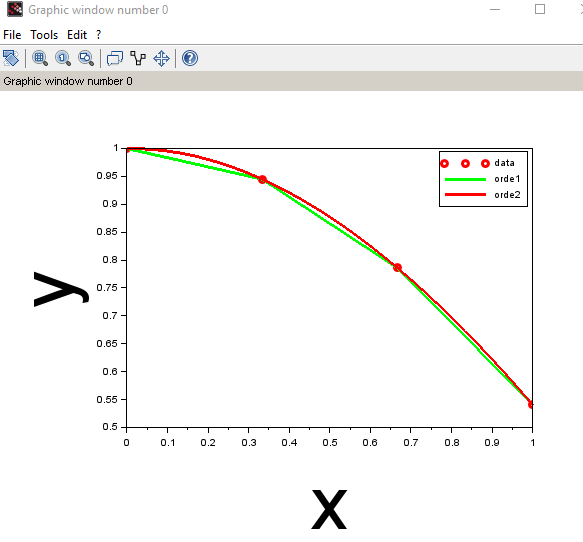 Graphic window number 0
File Tools Edit ?
Graphic window number 0
1
0.95
0.9
0.85
0.8
0.75
0.7
0.65
0.6
0.55
0.5
y
data
orde1
orde2
0 0.1 0.2 0.3 0.4 0.5 0.6 0.7 0.8 0.9 1
x